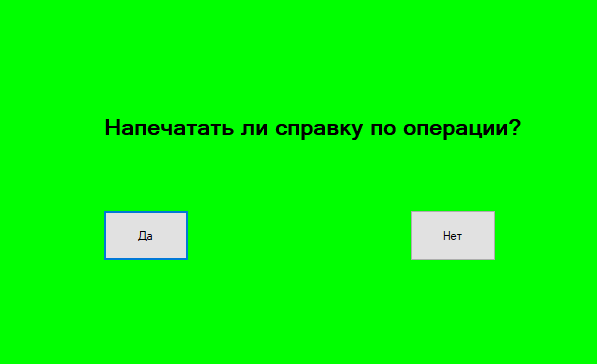 Напечатать ли справку по операции?
Да
Нет